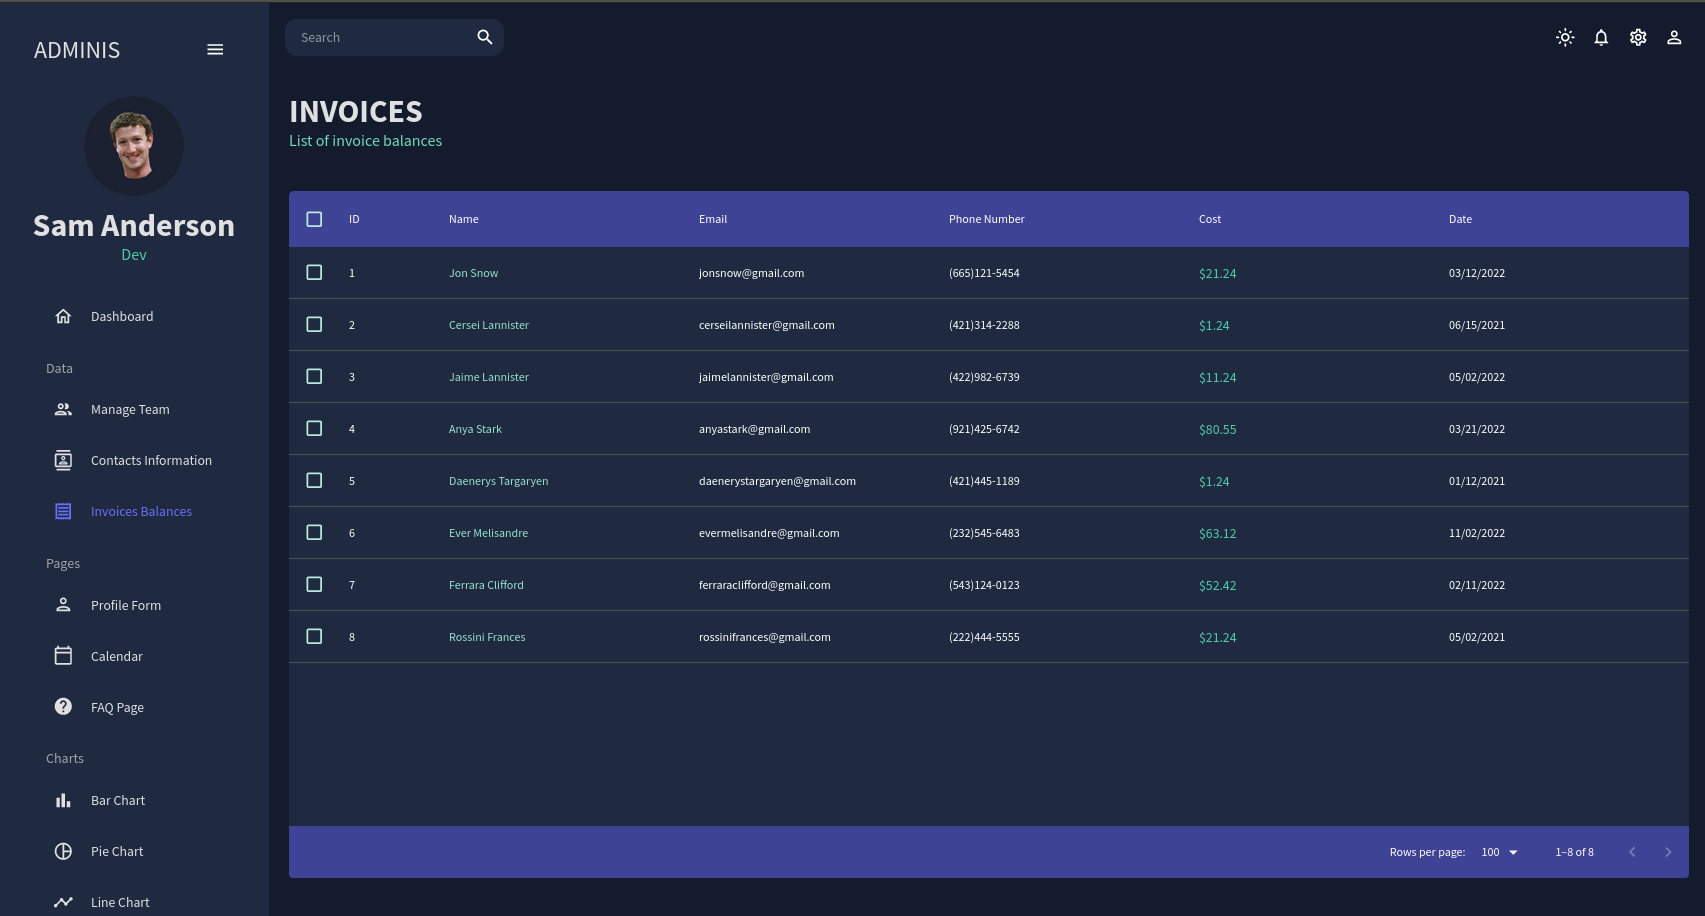 ADMINIS
Search
Sam Anderson
Dev
Dashboard
Data
Manage Team
Contacts Information
Invoices Balances
Pages
Profile Form
Calendar
FAQ Page
Charts
Bar Chart
Pie Chart
Line Chart
INVOICES
List of invoice balances
ID Name Email Phone Number Cost Date
1 Jon Snow jonsnow@gmail.com (665)121-5454 $21.24 03/12/2022
2 Cersei Lannister cerseilannister@gmail.com (421)314-2288 $1.24 06/15/2021
3 Jaime Lannister jaimelannister@gmail.com (422)982-6739 $11.24 05/02/2022
4 Anya Stark anyastark@gmail.com (921)425-6742 $80.55 03/21/2022
5 Daenerys Targaryen daenerystargaryen@gmail.com (421)445-1189 $1.24 01/12/2021
6 Ever Melisandre evermelisandre@gmail.com (232)545-6483 $63.12 11/02/2022
7 Ferrara Clifford ferraraclifford@gmail.com (543)124-0123 $52.42 02/11/2022
8 Rossini Frances rossinifrances@gmail.com (222)444-5555 $21.24 05/02/2021
Rows per page: 100 1–8 of 8